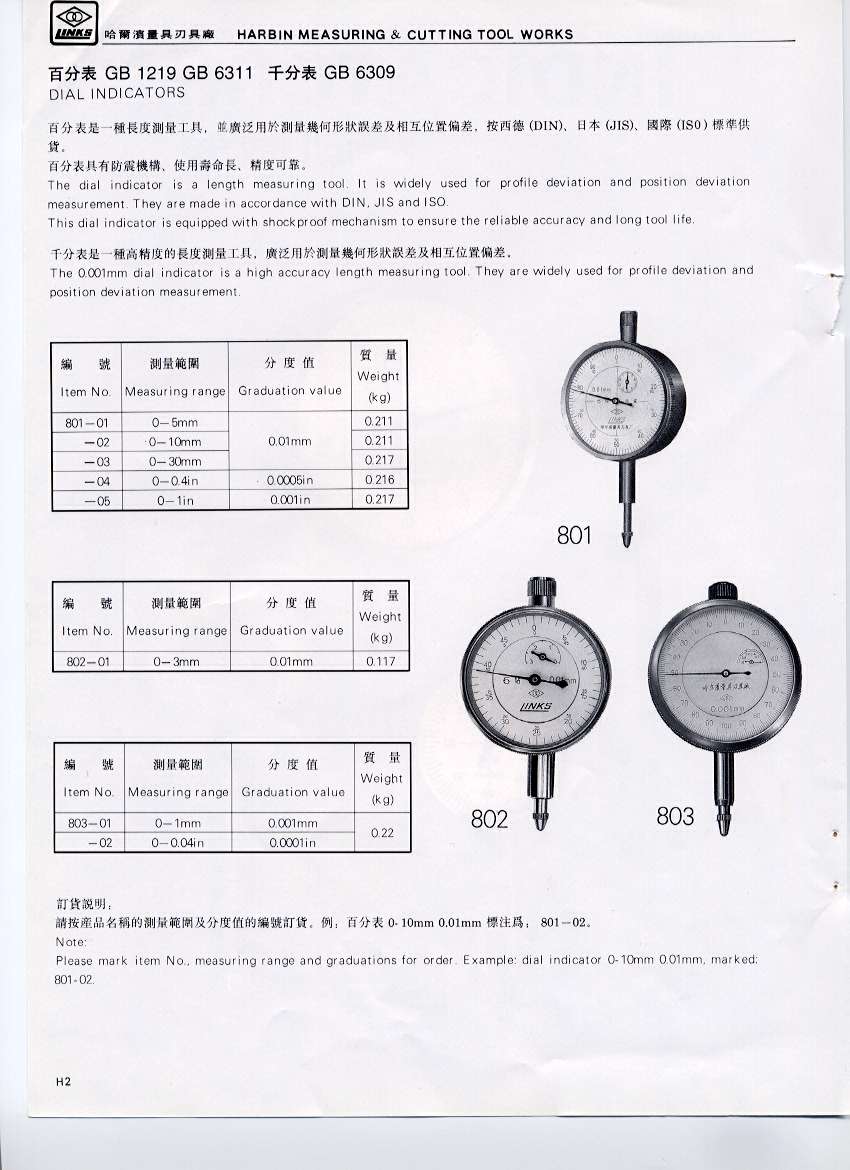 LINKS 哈爾濱量具刃具廠 HARBIN MEASURING & CUTTING TOOL WORKS
百分表 GB 1219 GB 6311 千分表 GB 6309
DIAL INDICATORS
百分表是一種長度測量工具，並廣泛用於測量幾何形狀誤差及相互位置偏差，按西德 (DIN)、日本 (JIS)、國際 (ISO) 標準供
貨。
百分表具有防震機構、使用壽命長、精度可靠。
The dial indicator is a length measuring tool. It is widely used for profile deviation and position deviation
measurement. They are made in accordance with DIN, JIS and ISO.
This dial indicator is equipped with shockproof mechanism to ensure the reliable accuracy and long tool life.
千分表是一種高精度的長度測量工具，廣泛用於測量幾何形狀誤差及相互位置偏差。
The 0.001mm dial indicator is a high accuracy length measuring tool. They are widely used for profile deviation and
position deviation measurement.
編 號 測量範圍 分度值 質量
Item No. Measuring range Graduation value Weight
(kg)
801—01 0—5mm 0.211
—02 0—10mm 0.01mm 0.211
—03 0—30mm 0.217
—04 0—0.4in 0.0005in 0.216
—05 0—1in 0.001in 0.217
801
編 號 測量範圍 分度值 質量
Item No. Measuring range Graduation value Weight
(kg)
802—01 0—3mm 0.01mm 0.117
LINKS
0.01mm
802
0.001mm
803
編 號 測量範圍 分度值 質量
Item No. Measuring range Graduation value Weight
(kg)
803—01 0—1mm 0.001mm 0.22
—02 0—0.04in 0.0001in
訂貨說明：
請按產品名稱的測量範圍及分度值的編號訂貨。例：百分表 0-10mm 0.01mm 標注爲： 801—02。
Note:
Please mark item No., measuring range and graduations for order. Example: dial indicator 0-10mm 0.01mm, marked:
801-02.
H2